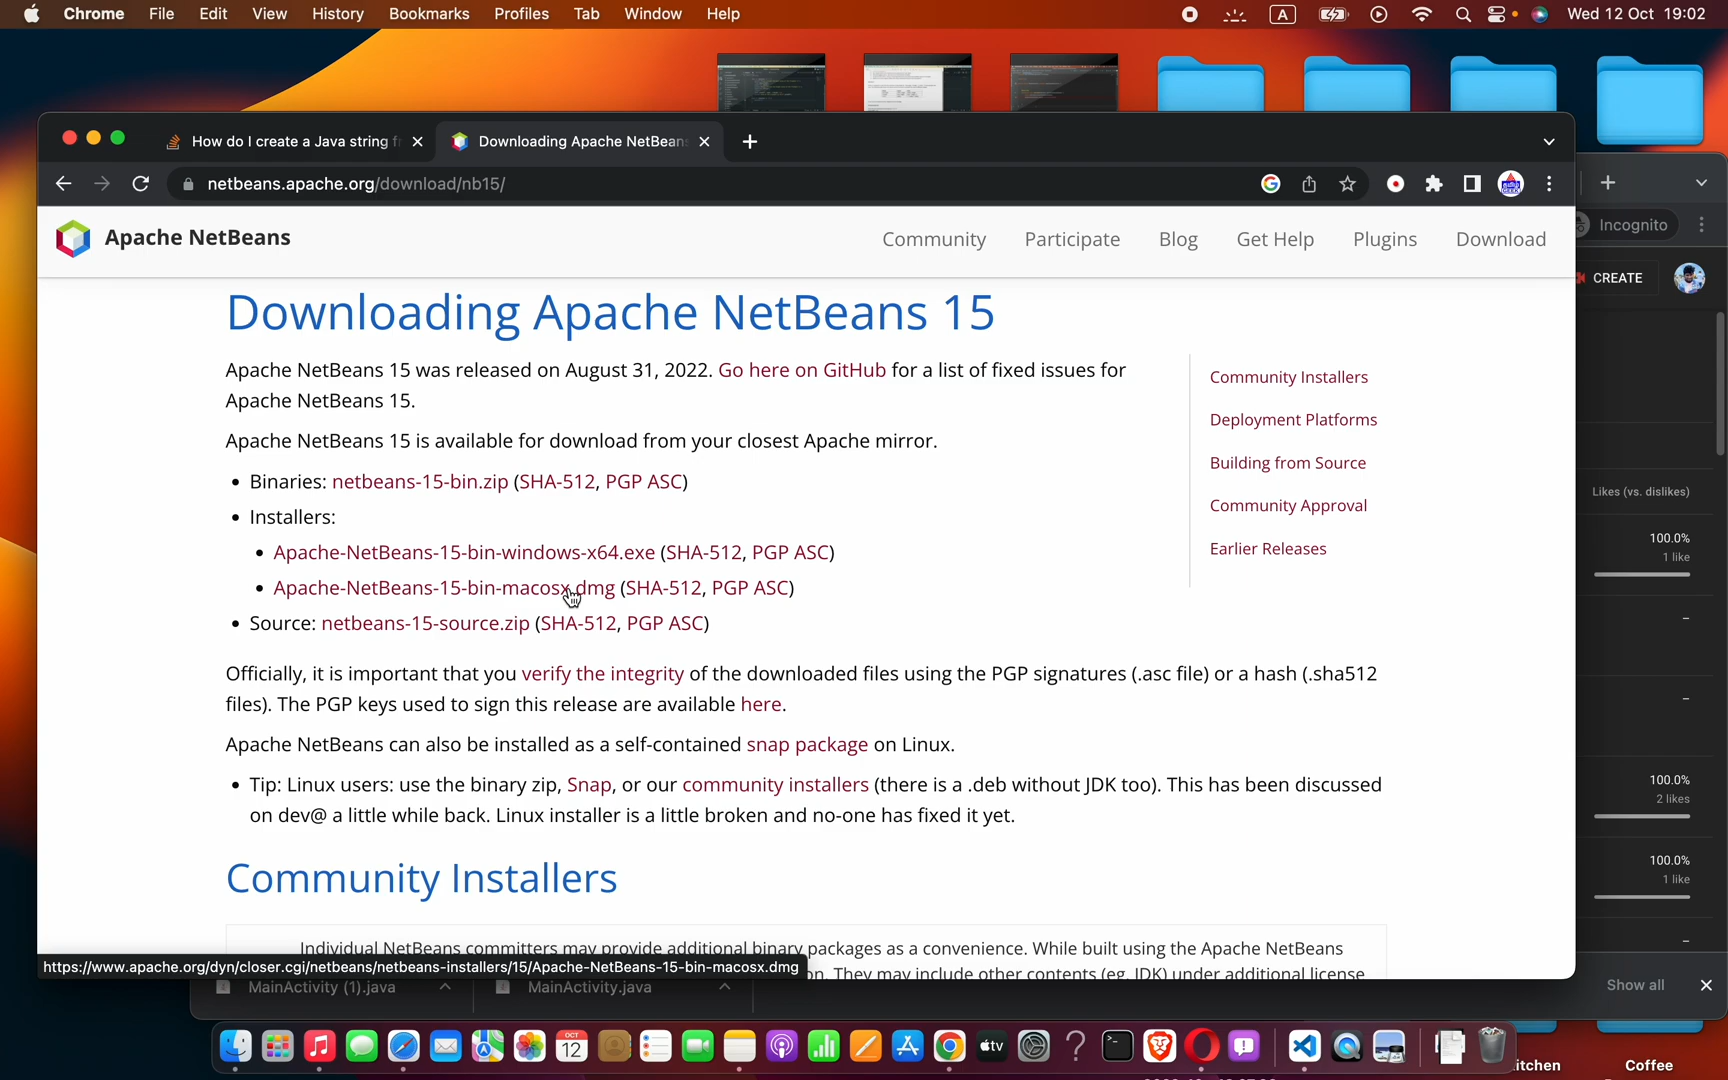 Chrome File Edit View History Bookmarks Profiles Tab Window Help A Wed 12 Oct 19:02
How do I create a Java string f Downloading Apache NetBeans
netbeans.apache.org/download/nb15/
Incognito
Apache NetBeans Community Participate Blog Get Help Plugins Download
CREATE
Downloading Apache NetBeans 15
Apache NetBeans 15 was released on August 31, 2022. Go here on GitHub for a list of fixed issues for
Apache NetBeans 15.
Apache NetBeans 15 is available for download from your closest Apache mirror.
• Binaries: netbeans-15-bin.zip (SHA-512, PGP ASC)
• Installers:
• Apache-NetBeans-15-bin-windows-x64.exe (SHA-512, PGP ASC)
• Apache-NetBeans-15-bin-macosx.dmg (SHA-512, PGP ASC)
• Source: netbeans-15-source.zip (SHA-512, PGP ASC)
Community Installers
Deployment Platforms
Building from Source
Community Approval
Earlier Releases
Officially, it is important that you verify the integrity of the downloaded files using the PGP signatures (.asc file) or a hash (.sha512
files). The PGP keys used to sign this release are available here.
Apache NetBeans can also be installed as a self-contained snap package on Linux.
• Tip: Linux users: use the binary zip, Snap, or our community installers (there is a .deb without JDK too). This has been discussed
on dev@ a little while back. Linux installer is a little broken and no-one has fixed it yet.
Community Installers
Individual NetBeans committers may provide additional binary packages as a convenience. While built using the Apache NetBeans
on. They may include other contents (eg. JDK) under additional license
https://www.apache.org/dyn/closer.cgi/netbeans/netbeans-installers/15/Apache-NetBeans-15-bin-macosx.dmg
Likes (vs. dislikes)
100.0%
1 like
–
–
100.0%
2 likes
100.0%
1 like
–
MainActivity (1).java MainActivity.java Show all
OCT
12
tv
itchen Coffee